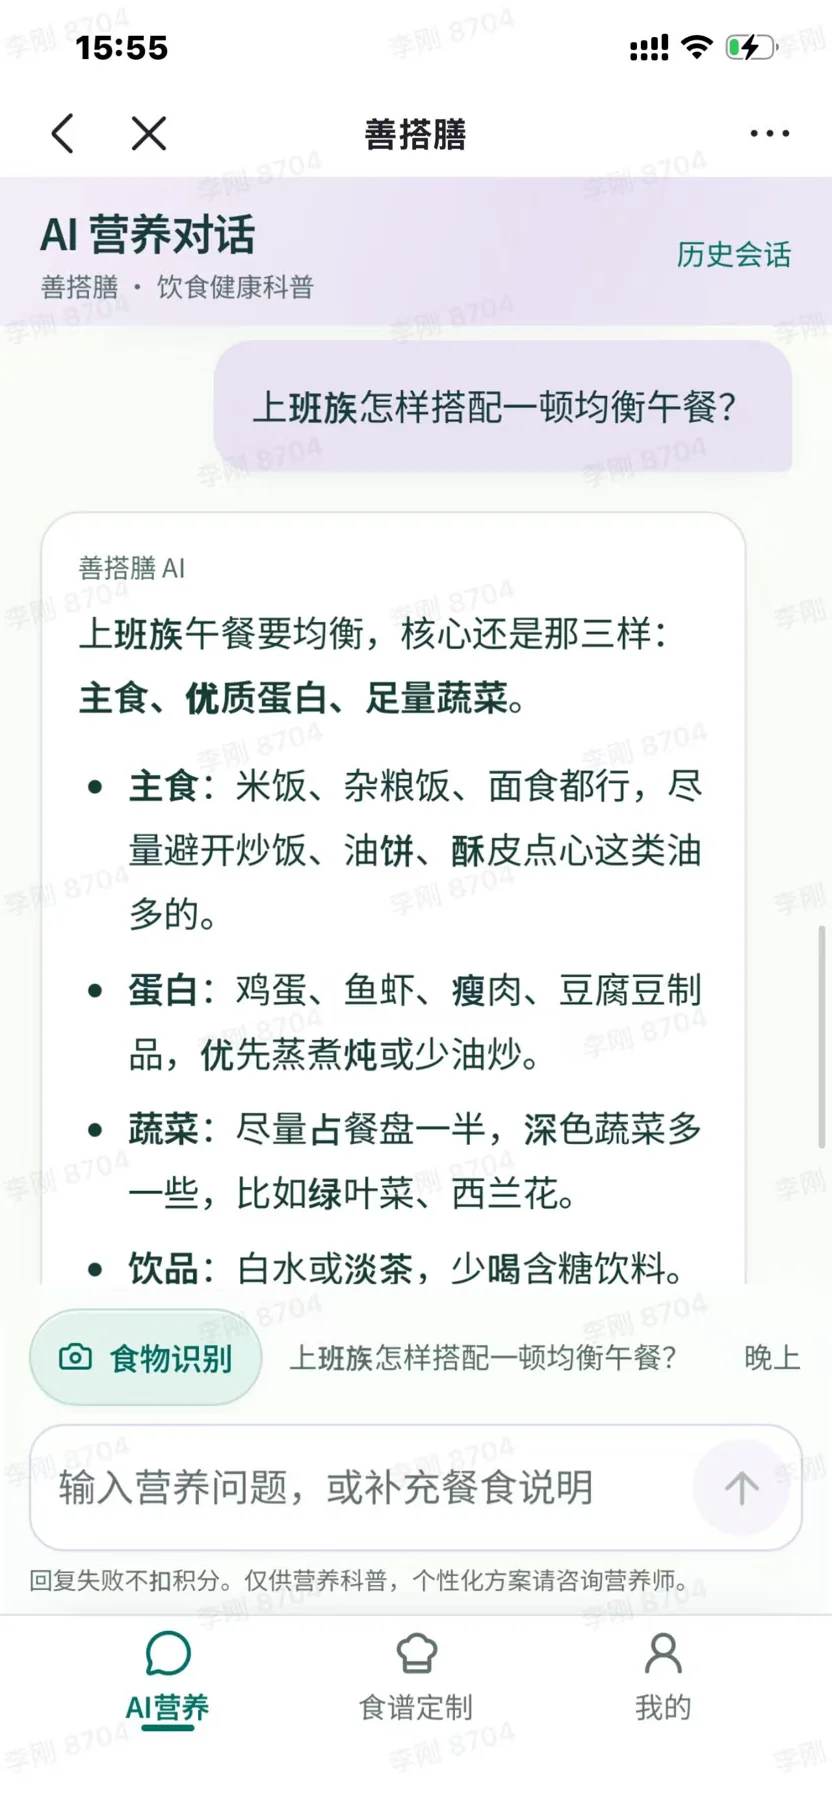 15:55
善搭膳
AI 营养对话
历史会话
善搭膳 · 饮食健康科普
上班族怎样搭配一顿均衡午餐？
善搭膳 AI
上班族午餐要均衡，核心还是那三样：
主食、优质蛋白、足量蔬菜。
• 主食：米饭、杂粮饭、面食都行，尽
量避开炒饭、油饼、酥皮点心这类油
多的。
• 蛋白：鸡蛋、鱼虾、瘦肉、豆腐豆制
品，优先蒸煮炖或少油炒。
• 蔬菜：尽量占餐盘一半，深色蔬菜多
一些，比如绿叶菜、西兰花。
• 饮品：白水或淡茶，少喝含糖饮料。
食物识别 上班族怎样搭配一顿均衡午餐？ 晚上
输入营养问题，或补充餐食说明
回复失败不扣积分。仅供营养科普，个性化方案请咨询营养师。
AI营养 食谱定制 我的
李刚 8704